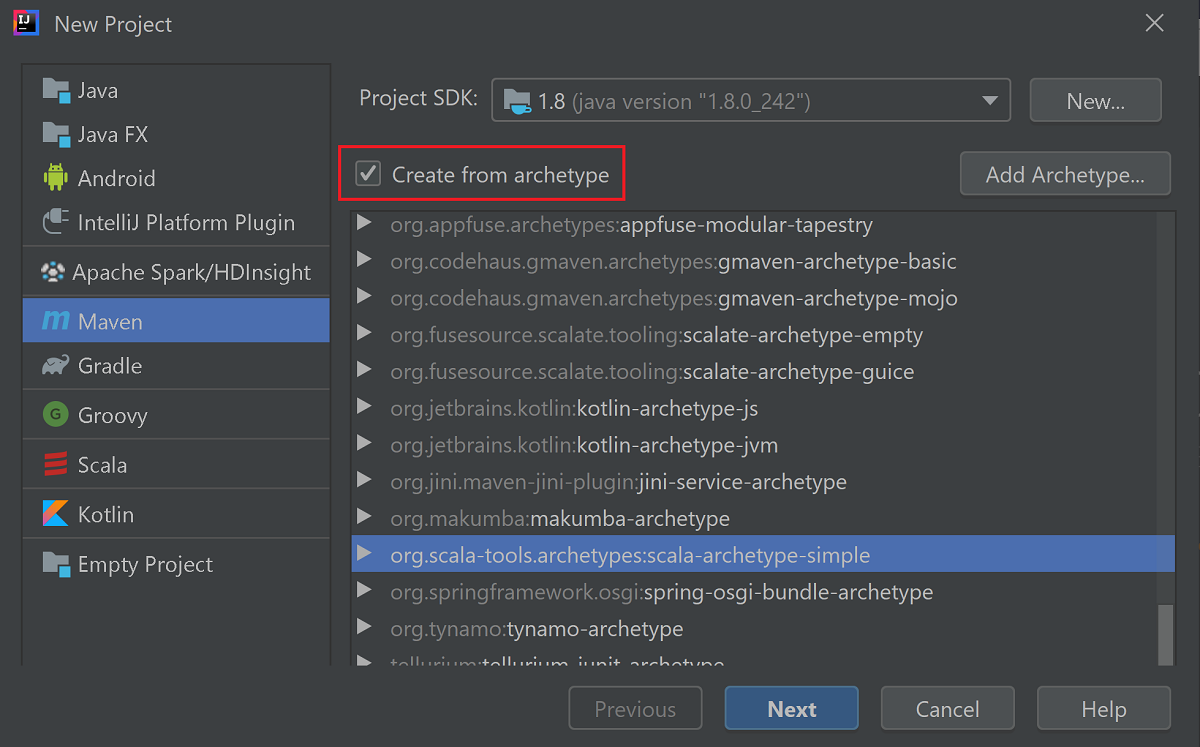 IJ New Project
Java
Java FX
Android
IntelliJ Platform Plugin
Apache Spark/HDInsight
m Maven
Gradle
G Groovy
Scala
Kotlin
Empty Project
Project SDK: 1.8 (java version "1.8.0_242") New...
Create from archetype Add Archetype...
org.appfuse.archetypes:appfuse-modular-tapestry
org.codehaus.gmaven.archetypes:gmaven-archetype-basic
org.codehaus.gmaven.archetypes:gmaven-archetype-mojo
org.fusesource.scalate.tooling:scalate-archetype-empty
org.fusesource.scalate.tooling:scalate-archetype-guice
org.jetbrains.kotlin:kotlin-archetype-js
org.jetbrains.kotlin:kotlin-archetype-jvm
org.jini.maven-jini-plugin:jini-service-archetype
org.makumba:makumba-archetype
org.scala-tools.archetypes:scala-archetype-simple
org.springframework.osgi:spring-osgi-bundle-archetype
org.tynamo:tynamo-archetype
tellurium:tellurium-junit-archetype
Previous Next Cancel Help